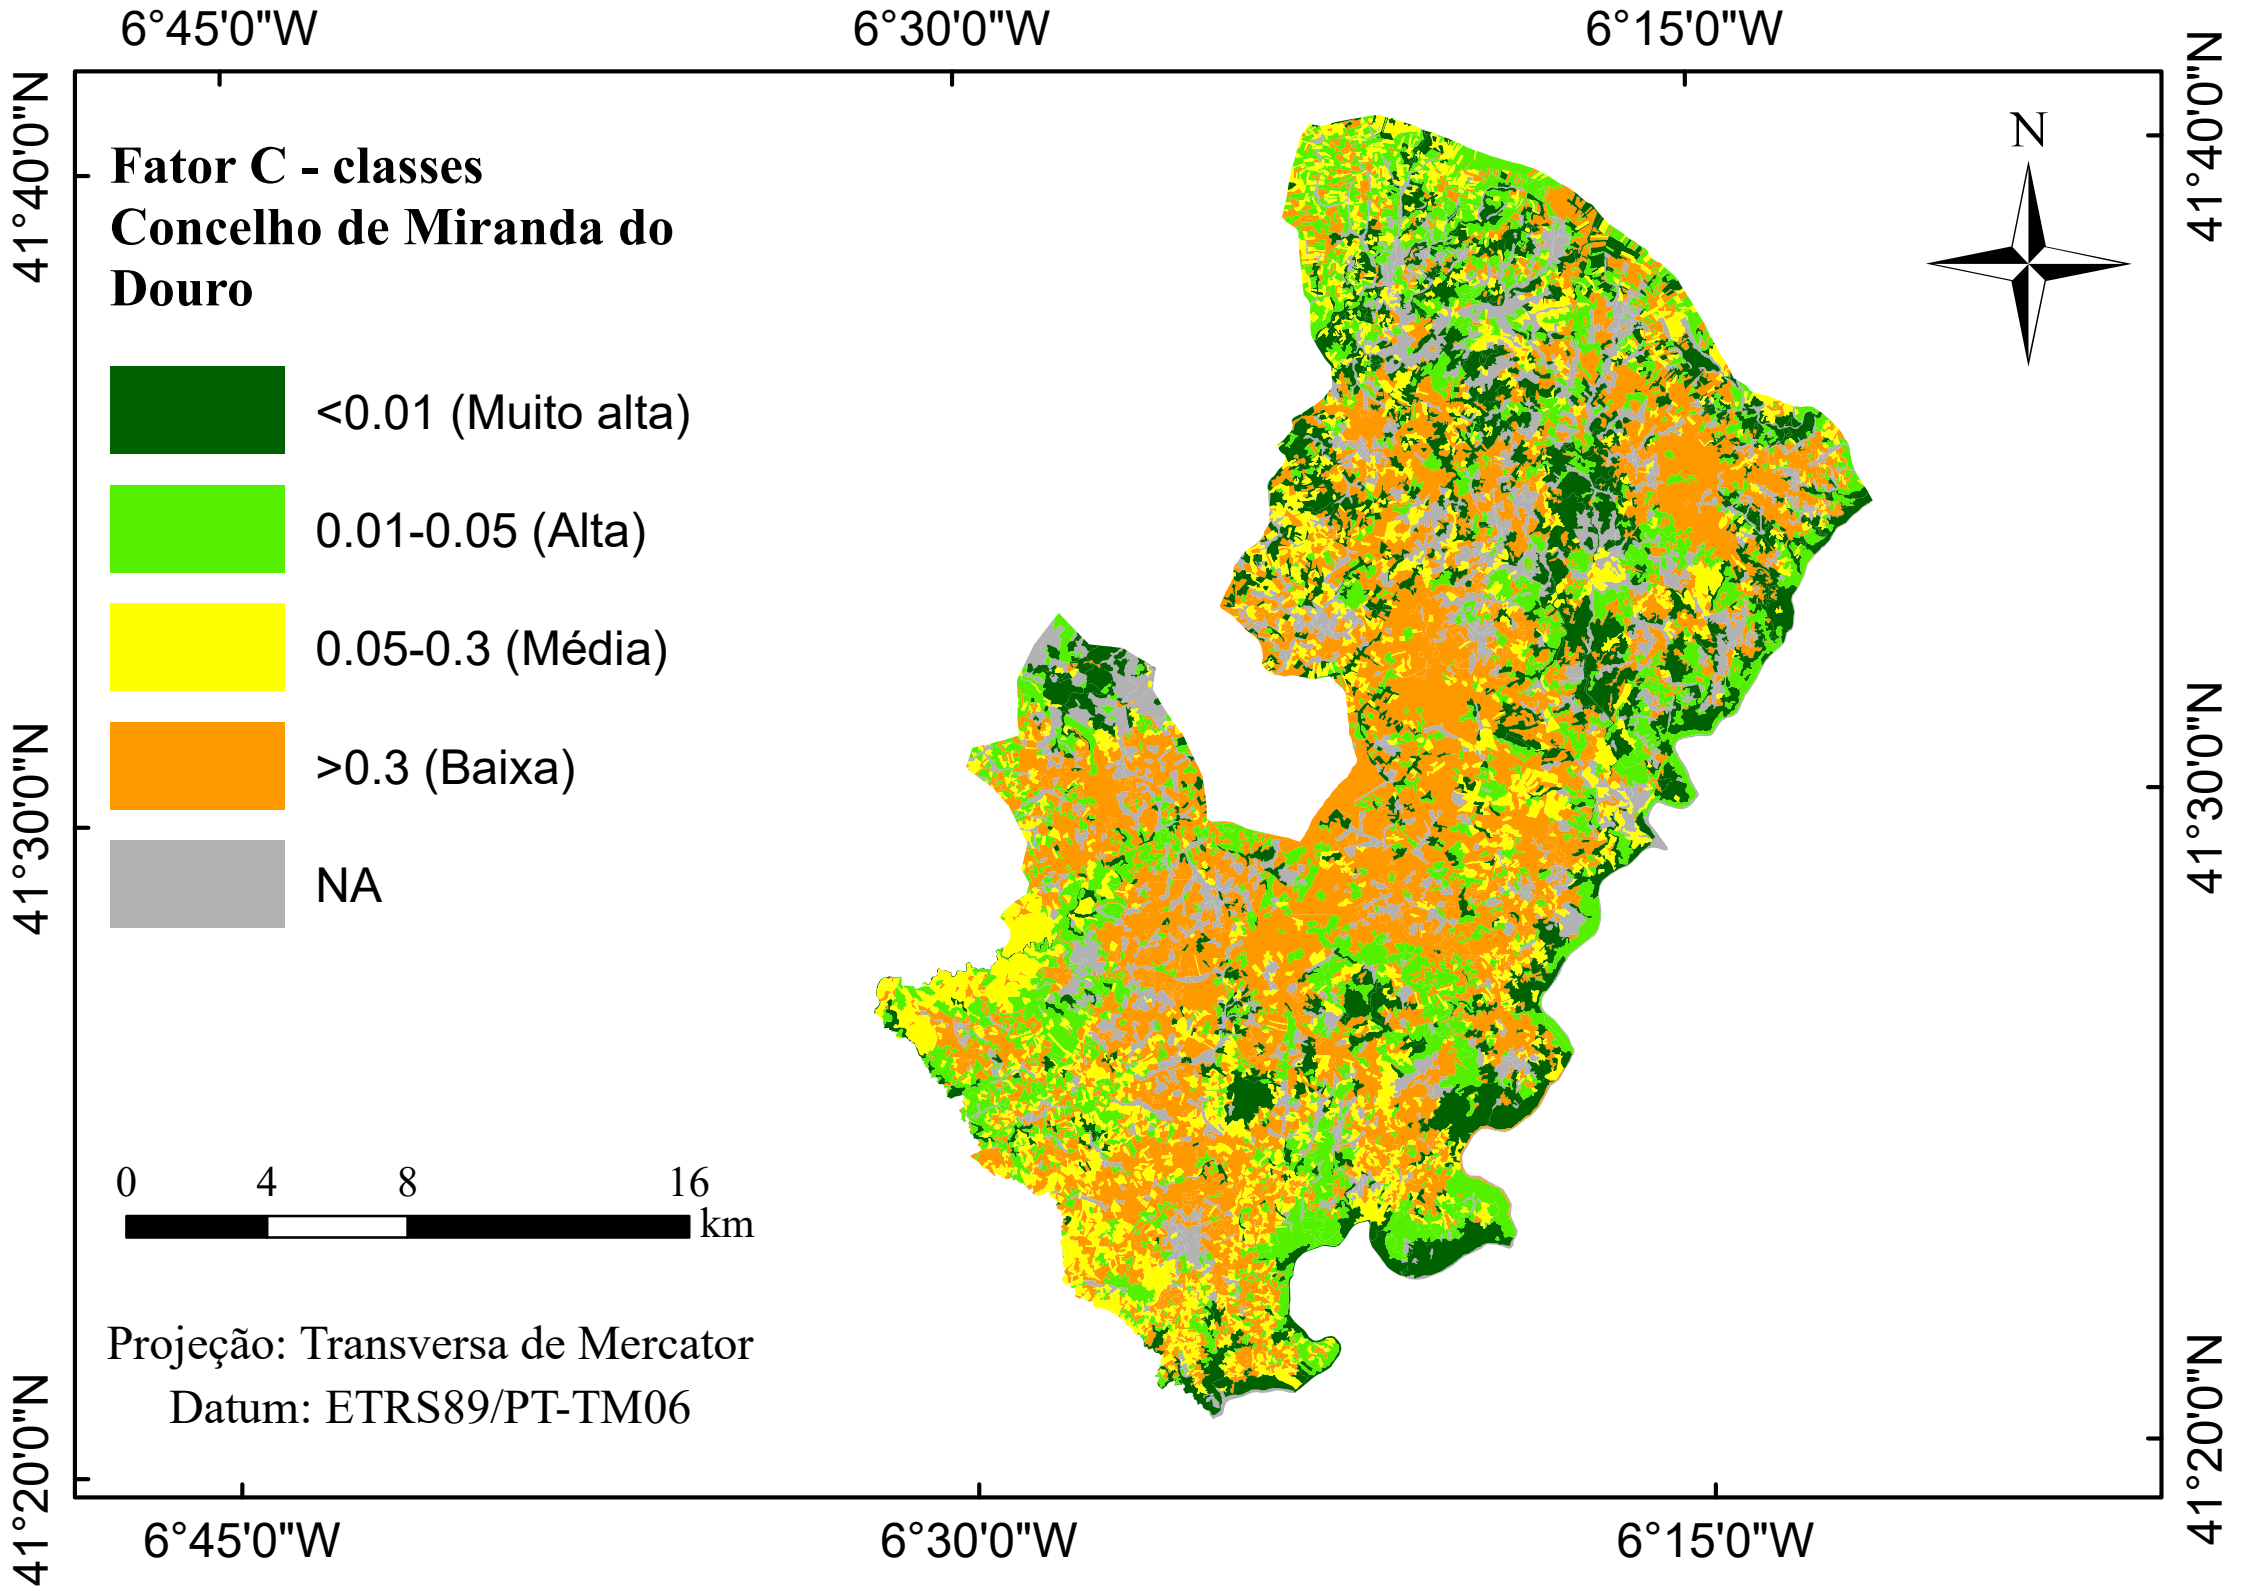 6°45'0"W
6°30'0"W
6°15'0"W
41°40'0"N
41°40'0"N
N
Fator C - classes
Concelho de Miranda do
Douro
<0.01 (Muito alta)
0.01-0.05 (Alta)
0.05-0.3 (Média)
>0.3 (Baixa)
NA
41°30'0"N
41°30'0"N
0 4 8 16
km
Projeção: Transversa de Mercator
Datum: ETRS89/PT-TM06
41°20'0"N
41°20'0"N
6°45'0"W
6°30'0"W
6°15'0"W